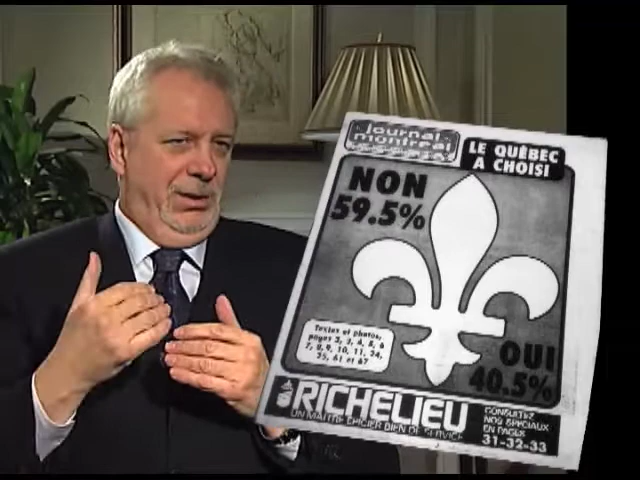 journal
montreal
LE QUÉBEC
A CHOISI
NON
59.5%
Textes et photos,
pages 2, 3, 4, 5, 6
7, 8, 9, 10, 11, 24,
25, 61 et 67
OUI
40.5%
RICHELIEU
UN MAÎTRE ÉPICIER BIEN DE SERVICE
CONSULTEZ
NOS SPÉCIAUX
EN PAGES
31-32-33